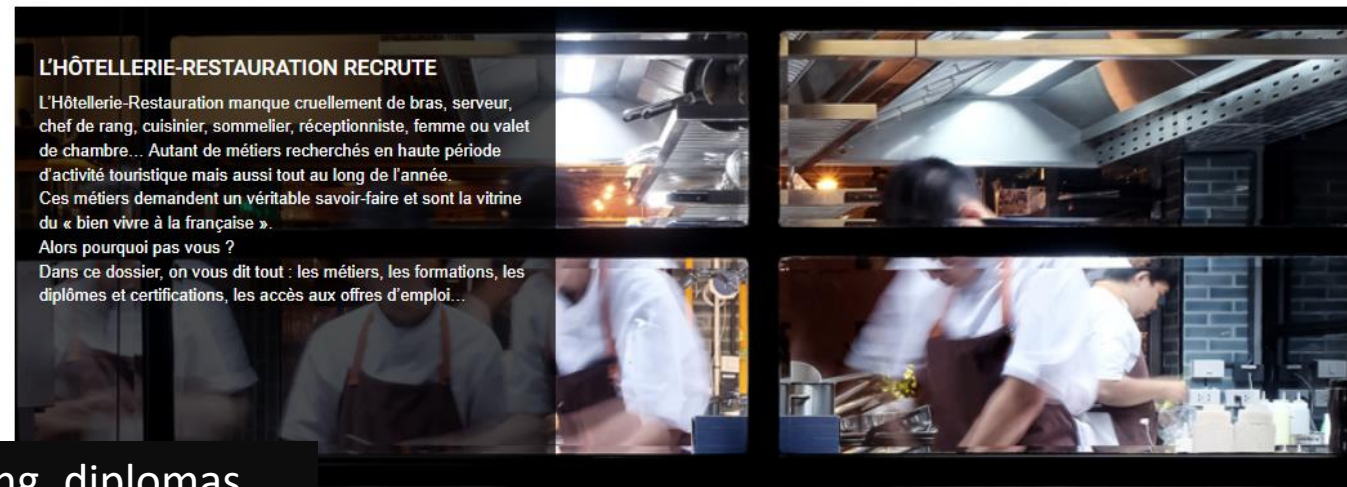 L'HÔTELLERIE-RESTAURATION RECRUTE
L'Hôtellerie-Restauration manque cruellement de bras, serveur,
chef de rang, cuisinier, sommelier, réceptionniste, femme ou valet
de chambre... Autant de métiers recherchés en haute période
d'activité touristique mais aussi tout au long de l'année.
Ces métiers demandent un véritable savoir-faire et sont la vitrine
du « bien vivre à la française ».
Alors pourquoi pas vous ?
Dans ce dossier, on vous dit tout : les métiers, les formations, les
diplômes et certifications, les accès aux offres d'emploi...
diplomas